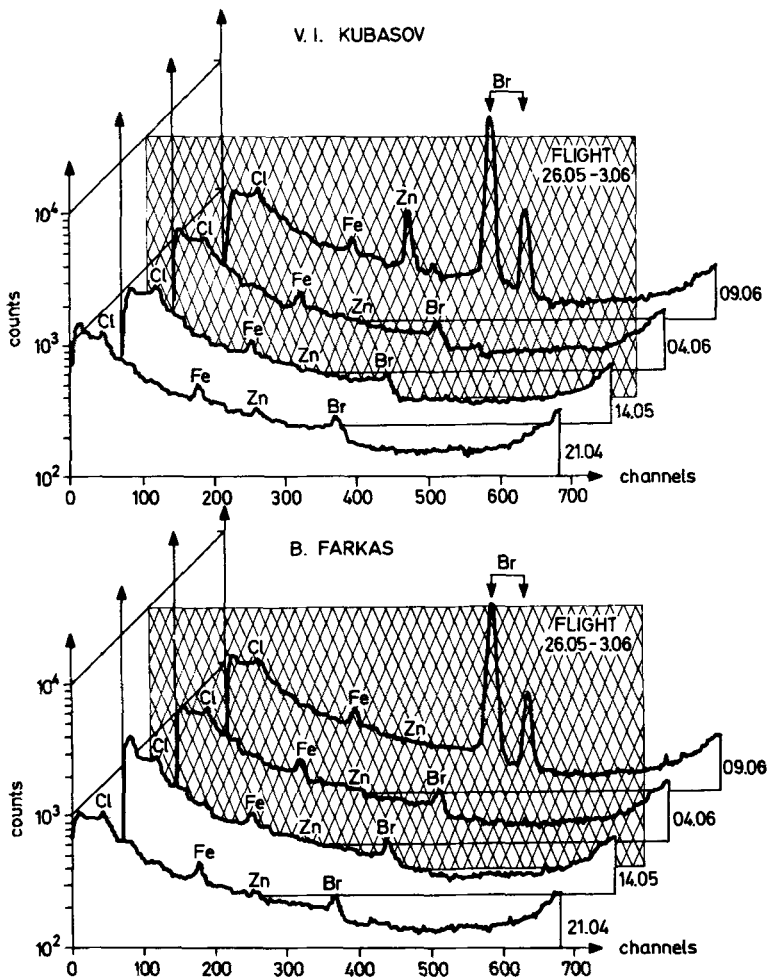 V. I. KUBASOV
Br
FLIGHT
26.05 - 3.06
Cl
Fe
Zn
09.06
Cl
Fe
Zn
Br
04.06
Cl
Fe
Zn
Br
14.05
Cl
Fe
Zn
Br
21.04
counts
10⁴
10³
10²
0 100 200 300 400 500 600 700
channels
B. FARKAS
Br
FLIGHT
26.05 - 3.06
Cl
Fe
Zn
09.06
Cl
Fe
Zn
Br
04.06
Cl
Fe
Zn
Br
14.05
Cl
Fe
Zn
Br
21.04
counts
10⁴
10³
10²
0 100 200 300 400 500 600 700
channels